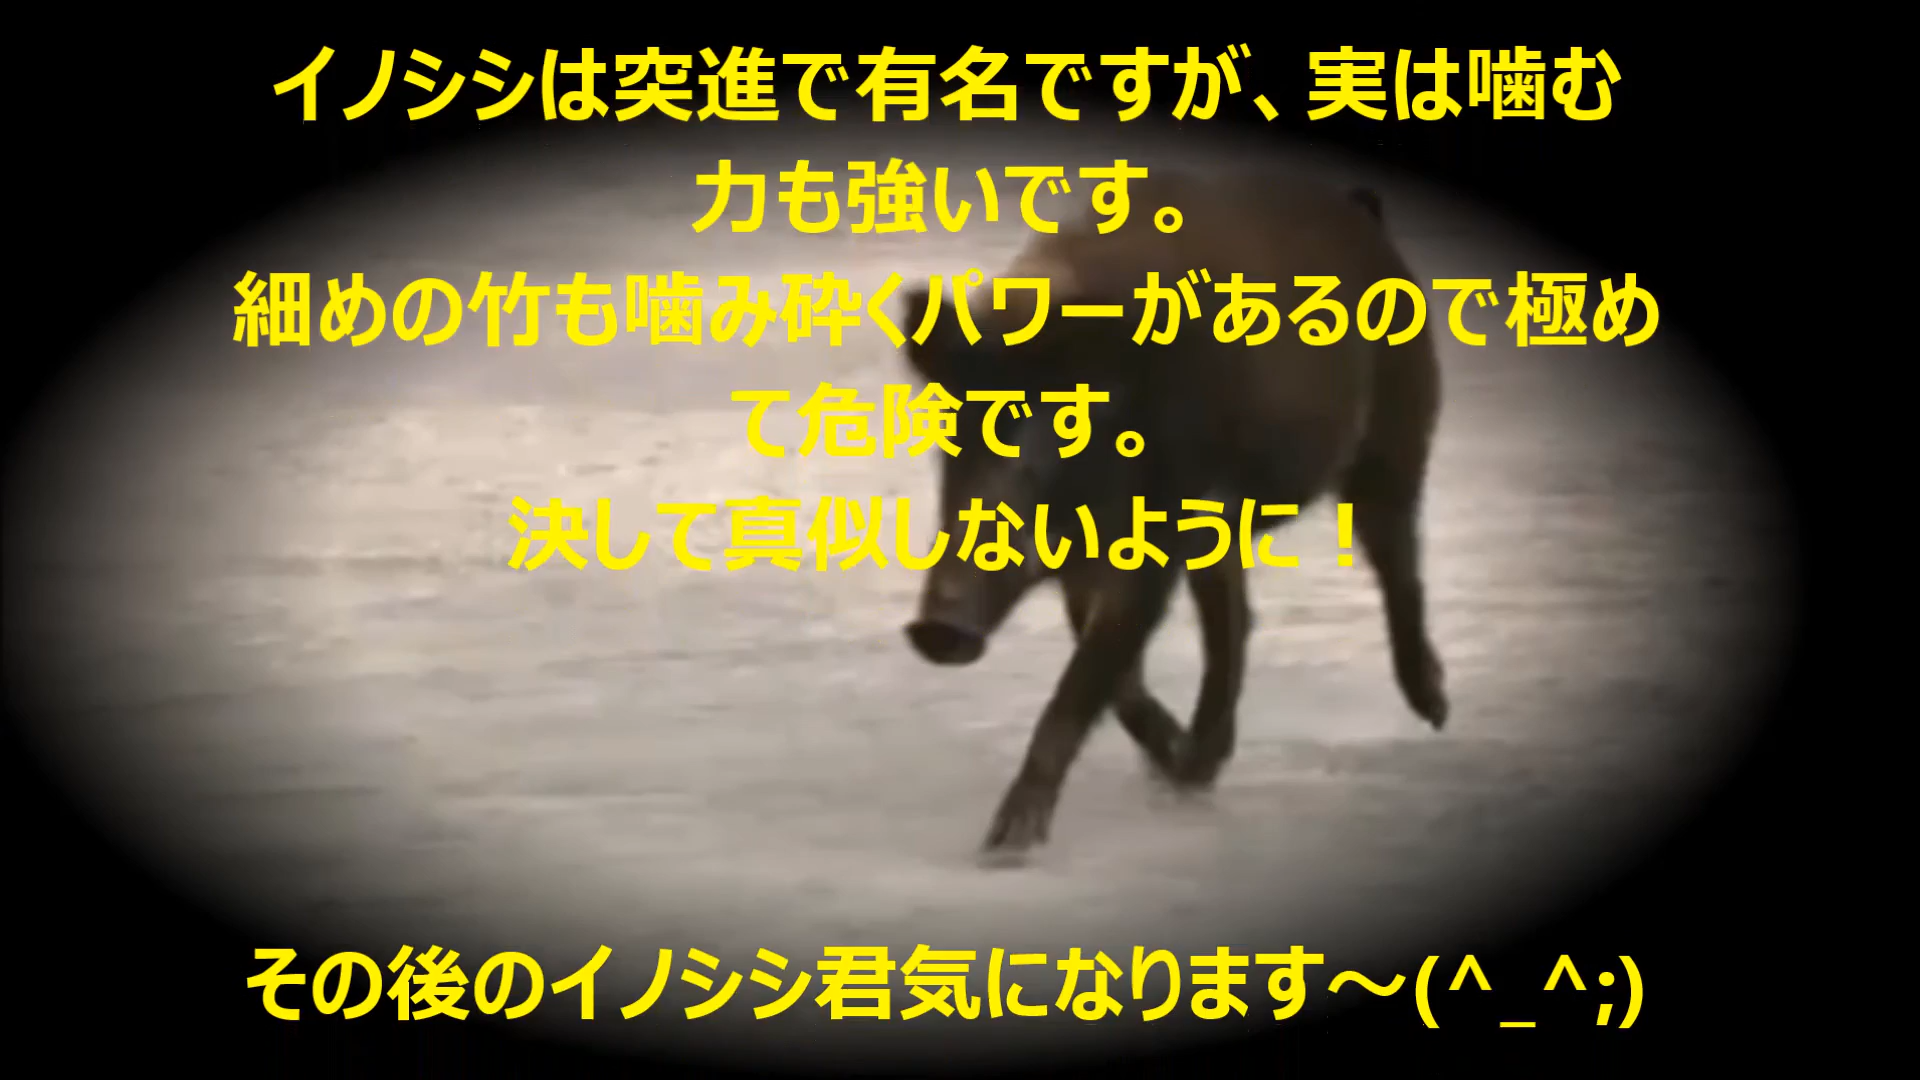 イノシシは突進で有名ですが、実は噛む
力も強いです。
細めの竹も噛み砕くパワーがあるので極め
て危険です。
決して真似しないように！
その後のイノシシ君気になります～(^_^;)